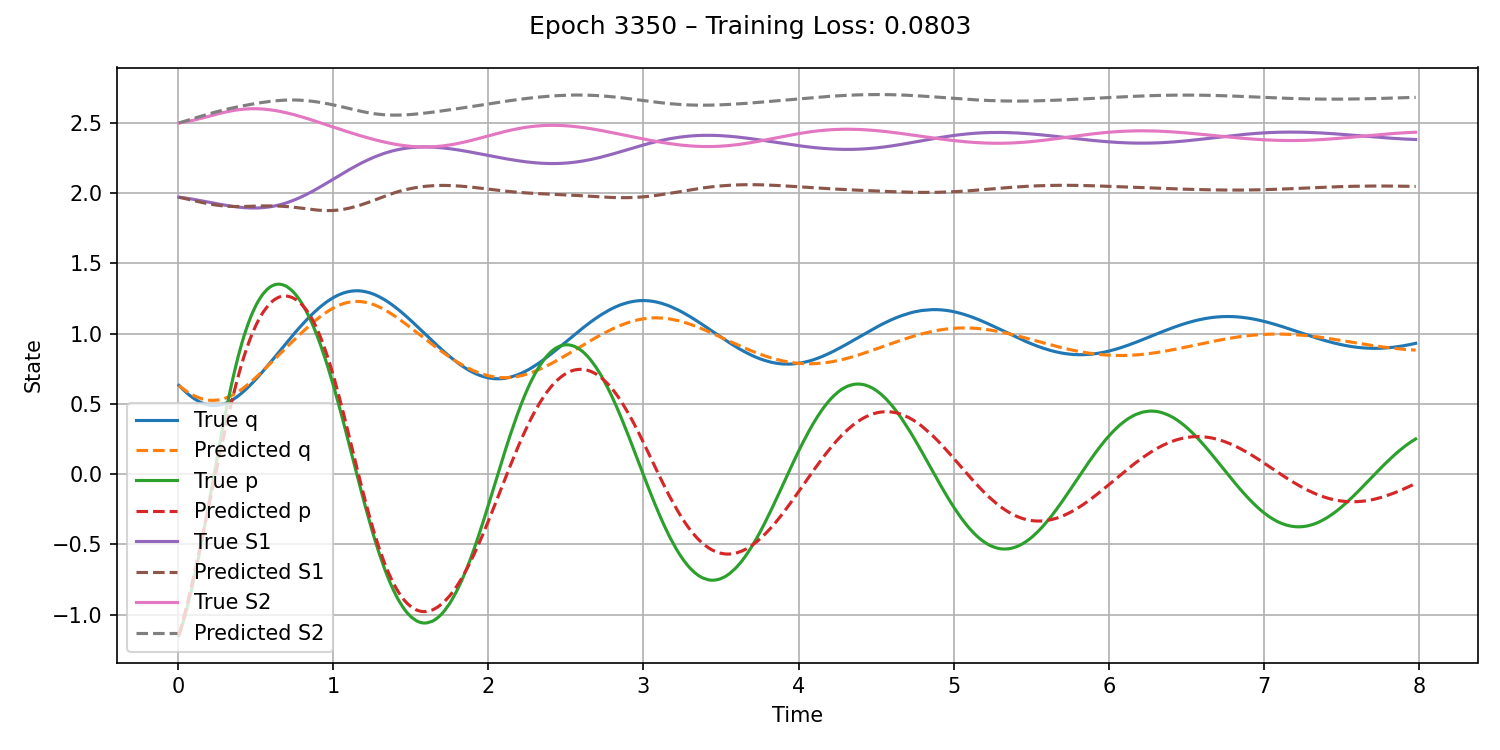 Epoch 3350 – Training Loss: 0.0803
State
2.5
2.0
1.5
1.0
0.5
0.0
−0.5
−1.0
True q
Predicted q
True p
Predicted p
True S1
Predicted S1
True S2
Predicted S2
0 1 2 3 4 5 6 7 8
Time